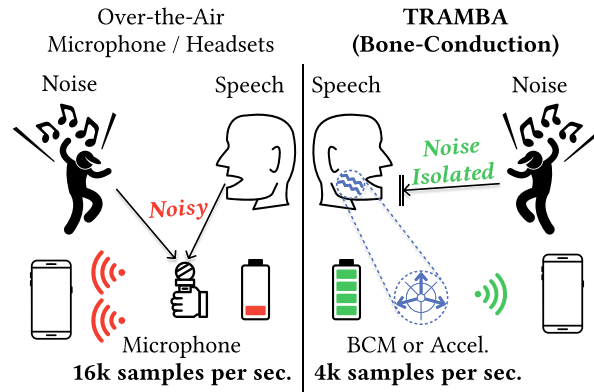 Over-the-Air
Microphone / Headsets
Noise
Speech
Noisy
Microphone
16k samples per sec.
TRAMBA
(Bone-Conduction)
Speech
Noise
Noise
Isolated
BCM or Accel.
4k samples per sec.